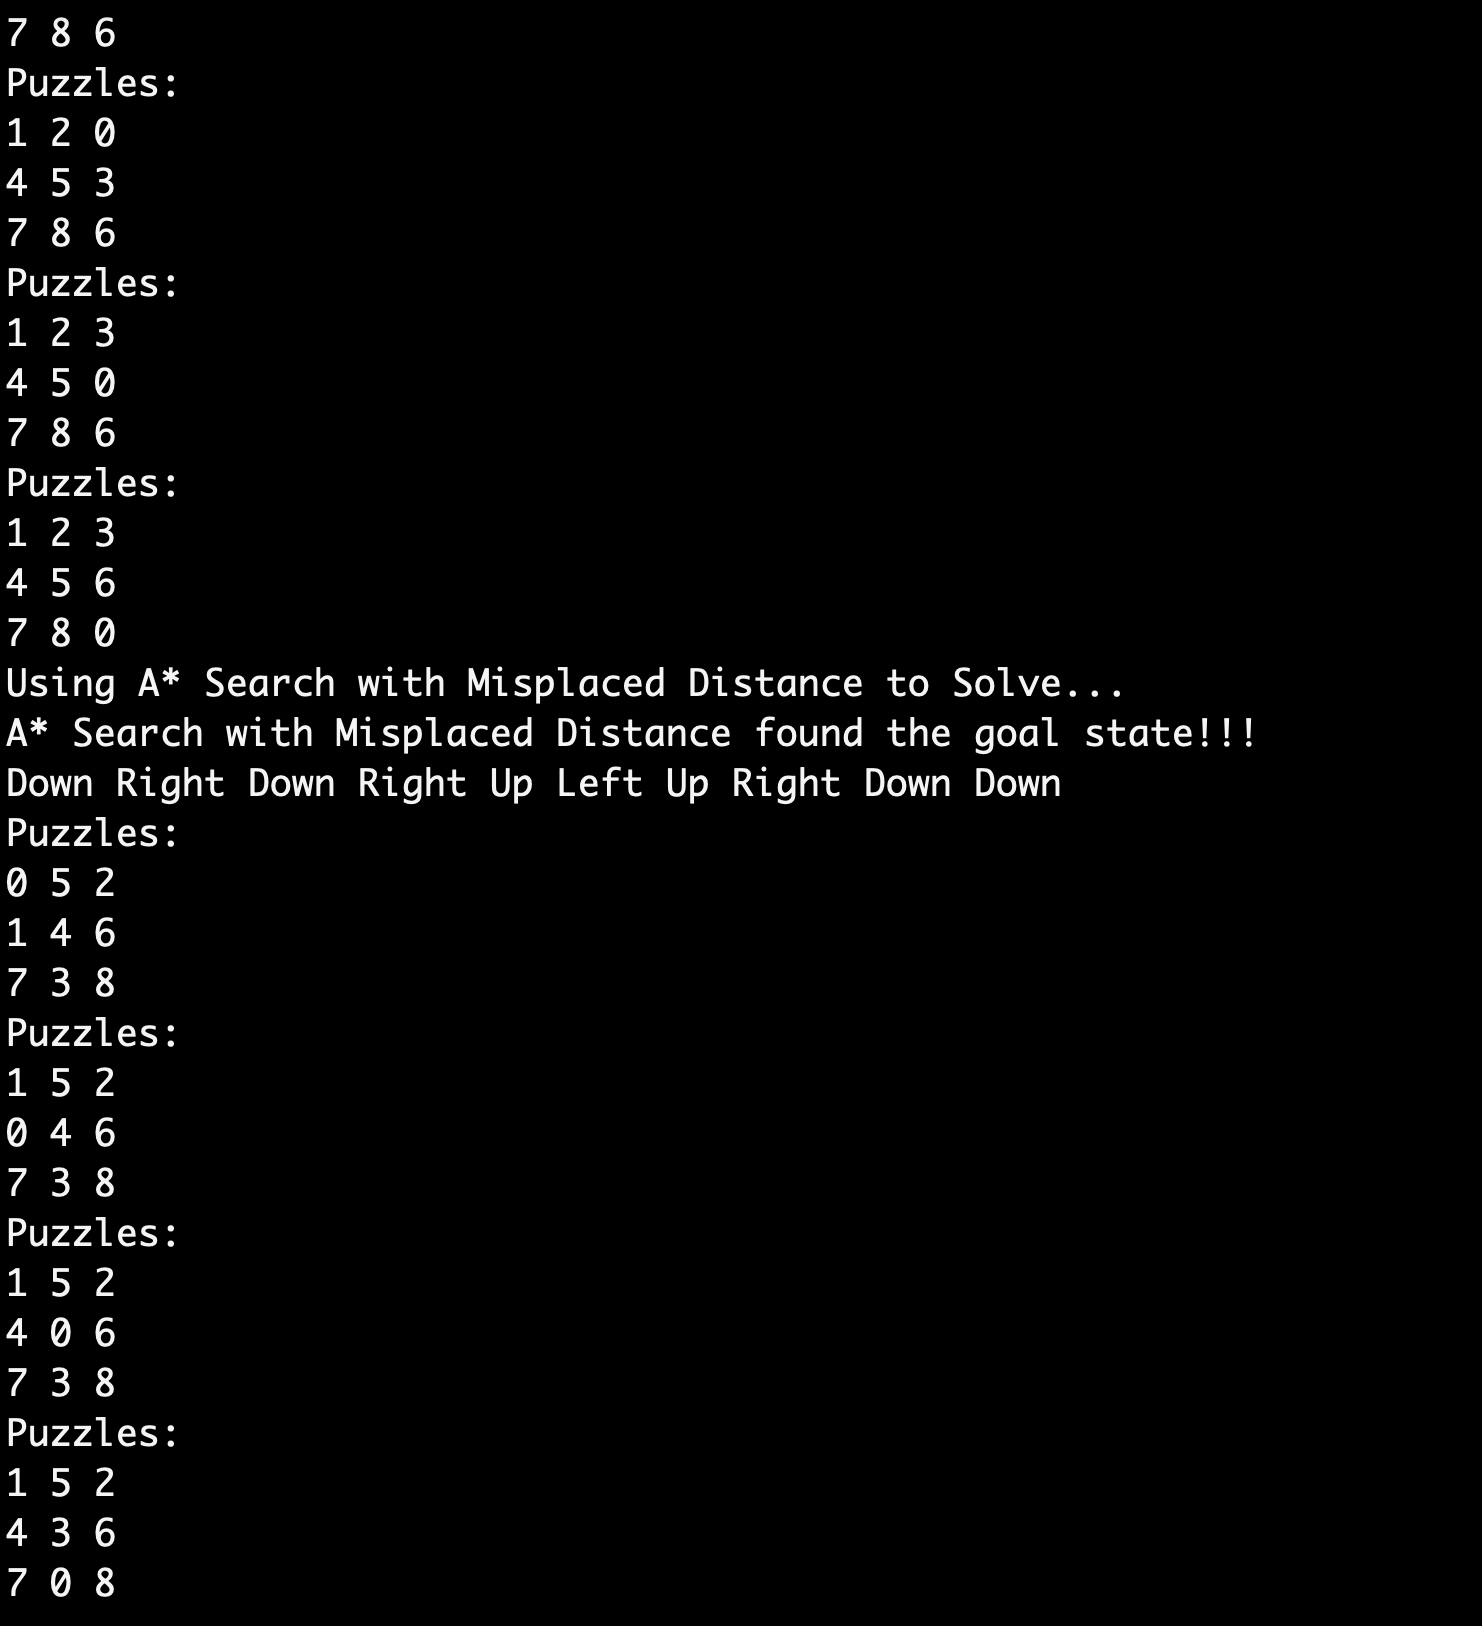 7 8 6
Puzzles:
1 2 0
4 5 3
7 8 6
Puzzles:
1 2 3
4 5 0
7 8 6
Puzzles:
1 2 3
4 5 6
7 8 0
Using A* Search with Misplaced Distance to Solve...
A* Search with Misplaced Distance found the goal state!!!
Down Right Down Right Up Left Up Right Down Down
Puzzles:
0 5 2
1 4 6
7 3 8
Puzzles:
1 5 2
0 4 6
7 3 8
Puzzles:
1 5 2
4 0 6
7 3 8
Puzzles:
1 5 2
4 3 6
7 0 8